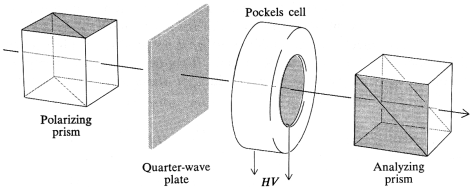 Pockels cell
Polarizing
prism
Quarter-wave
plate
HV
Analyzing
prism